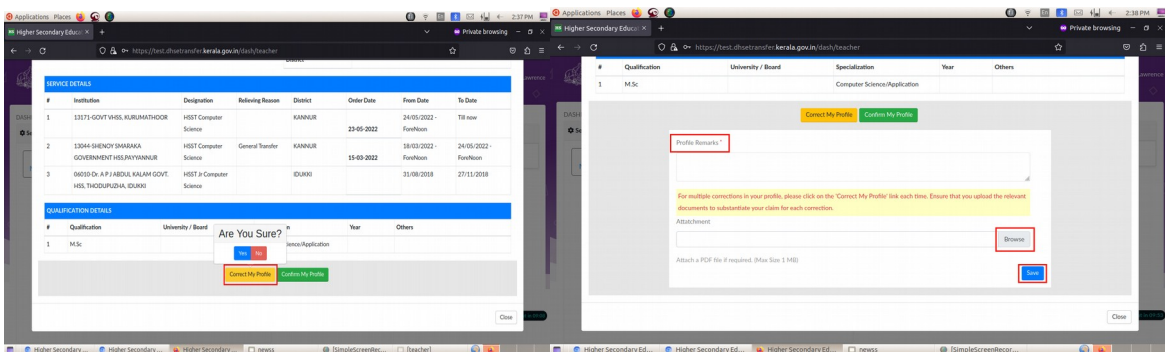 Applications Places En 2:37 PM
Higher Secondary Educat × + Private browsing
https://test.dhsetransfer.kerala.gov.in/dash/teacher
District
SERVICE DETAILS
# Institution Designation Relieving Reason District Order Date From Date To Date
1 13171-GOVT VHSS, KURUMATHOOR HSST Computer KANNUR 24/05/2022 - Till now
Science 23-05-2022 ForeNoon
2 13044-SHENOY SMARAKA HSST Computer General Transfer KANNUR 18/03/2022 - 24/05/2022 -
GOVERNMENT HSS,PAYYANNUR Science 15-03-2022 ForeNoon ForeNoon
3 06010-Dr. A P J ABDUL KALAM GOVT. HSST Jr Computer IDUKKI 31/08/2018 27/11/2018
HSS, THODUPUZHA, IDUKKI Science
QUALIFICATION DETAILS
# Qualification University / Board n Year Others
Are You Sure?
1 M.Sc ience/Application
Yes No
Correct My Profile Confirm My Profile
Close
Higher Secondary ... Higher Secondary ... Higher Secondary ... newss [SimpleScreenRec... [teacher]
Applications Places En 2:38 PM
Higher Secondary Educat × + Private browsing
https://test.dhsetransfer.kerala.gov.in/dash/teacher
# Qualification University / Board Specialization Year Others
1 M.Sc Computer Science/Application
Correct My Profile Confirm My Profile
Profile Remarks *
For multiple corrections in your profile, please click on the 'Correct My Profile' link each time. Ensure that you upload the relevant
documents to substantiate your claim for each correction.
Attatchment
Browse
Attach a PDF file if required. (Max Size 1 MB)
Save
Close
Higher Secondary Ed... Higher Secondary Ed... Higher Secondary Ed... newss [SimpleScreenRecor...